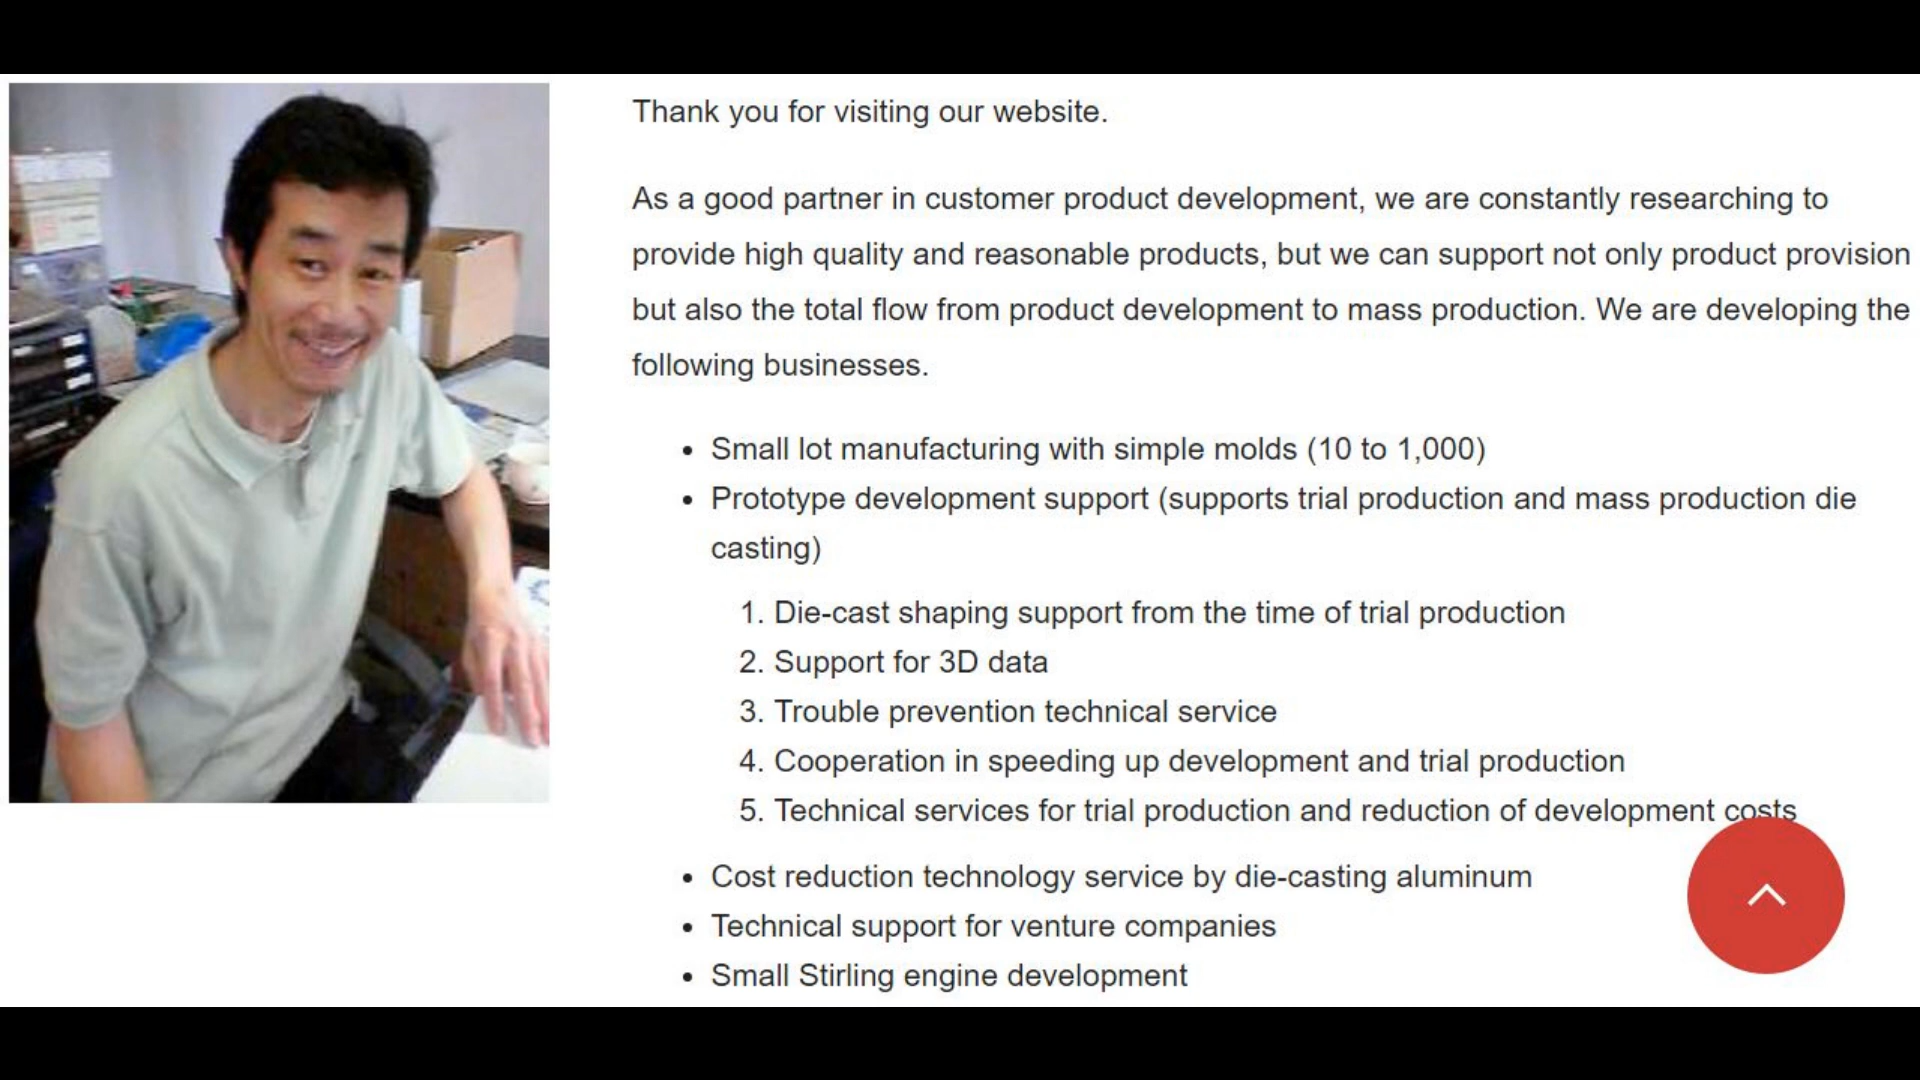 Thank you for visiting our website.
As a good partner in customer product development, we are constantly researching to
provide high quality and reasonable products, but we can support not only product provision
but also the total flow from product development to mass production. We are developing the
following businesses.
• Small lot manufacturing with simple molds (10 to 1,000)
• Prototype development support (supports trial production and mass production die
casting)
1. Die-cast shaping support from the time of trial production
2. Support for 3D data
3. Trouble prevention technical service
4. Cooperation in speeding up development and trial production
5. Technical services for trial production and reduction of development costs
• Cost reduction technology service by die-casting aluminum
• Technical support for venture companies
• Small Stirling engine development